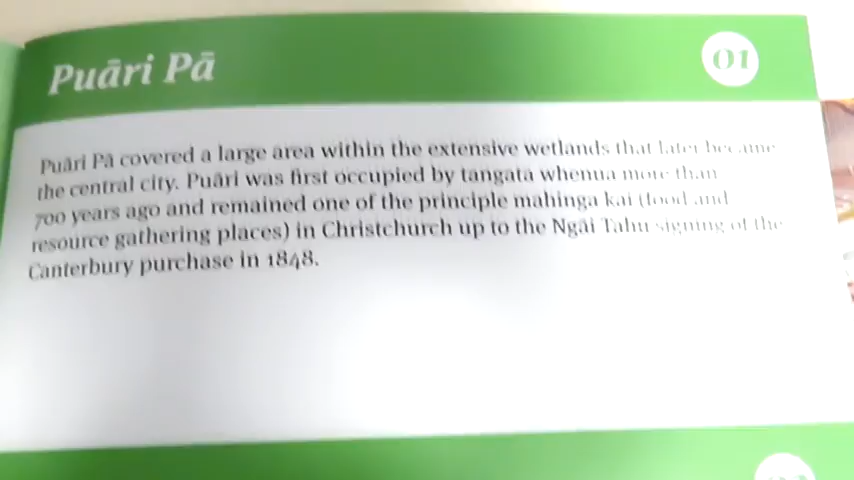 Puāri Pā
01
Puāri Pā covered a large area within the extensive wetlands that later became
the central city. Puāri was first occupied by tangata whenua more than
700 years ago and remained one of the principle mahinga kai (food and
resource gathering places) in Christchurch up to the Ngāi Tahu signing of the
Canterbury purchase in 1848.